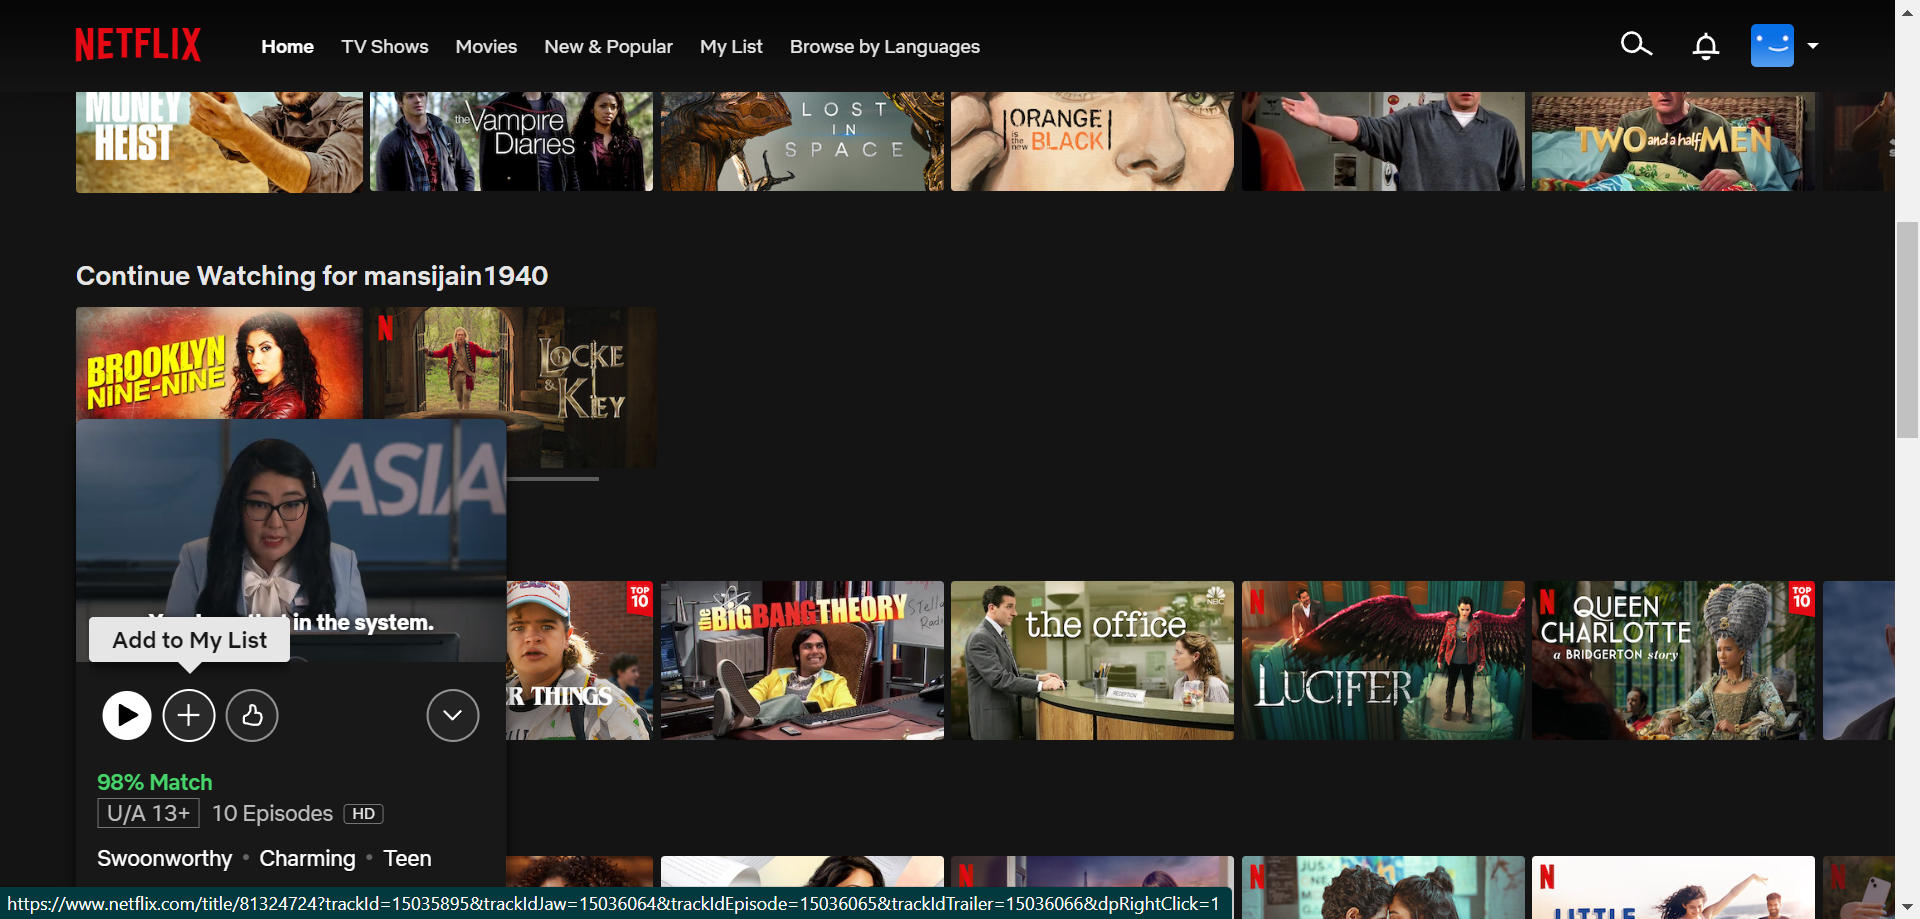 NETFLIX
Home
TV Shows
Movies
New & Popular
My List
Browse by Languages
MONEY
HEIST
the Vampire
Diaries
LOST
IN
SPACE
ORANGE
is the new BLACK
TWO and a half MEN
Continue Watching for mansijain1940
BROOKLYN
NINE-NINE
N
LOCKE
& KEY
ASIA
in the system.
Add to My List
98% Match
U/A 13+ 10 Episodes HD
Swoonworthy • Charming • Teen
TOP
10
R THINGS
the BIG BANG THEORY
the office
NBC
RECEPTION
N
LUCIFER
N
QUEEN
CHARLOTTE
a BRIDGERTON story
TOP
10
N
N
N
LITTLE
N
https://www.netflix.com/title/81324724?trackId=15035895&trackIdJaw=15036064&trackIdEpisode=15036065&trackIdTrailer=15036066&dpRightClick=1